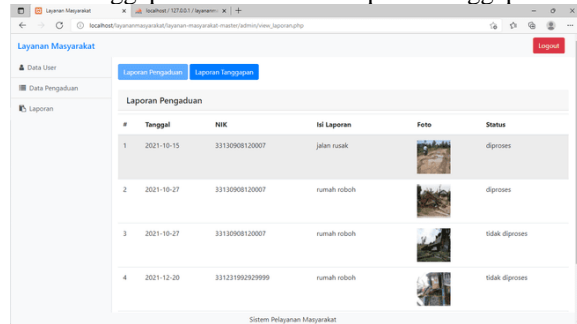 Layanan Masyarakat
localhost / 127.0.0.1 / layanan
localhost/layananmasyarakat/layanan-masyarakat-master/admin/view_laporan.php
Layanan Masyarakat
Logout
Data User
Data Pengaduan
Laporan
Laporan Pengaduan
Laporan Tanggapan
Laporan Pengaduan
# Tanggal NIK Isi Laporan Foto Status
1 2021-10-15 33130908120007 jalan rusak diproses
2 2021-10-27 33130908120007 rumah roboh diproses
3 2021-10-27 33130908120007 rumah roboh tidak diproses
4 2021-12-20 331231992929999 rumah roboh tidak diproses
Sistem Pelayanan Masyarakat